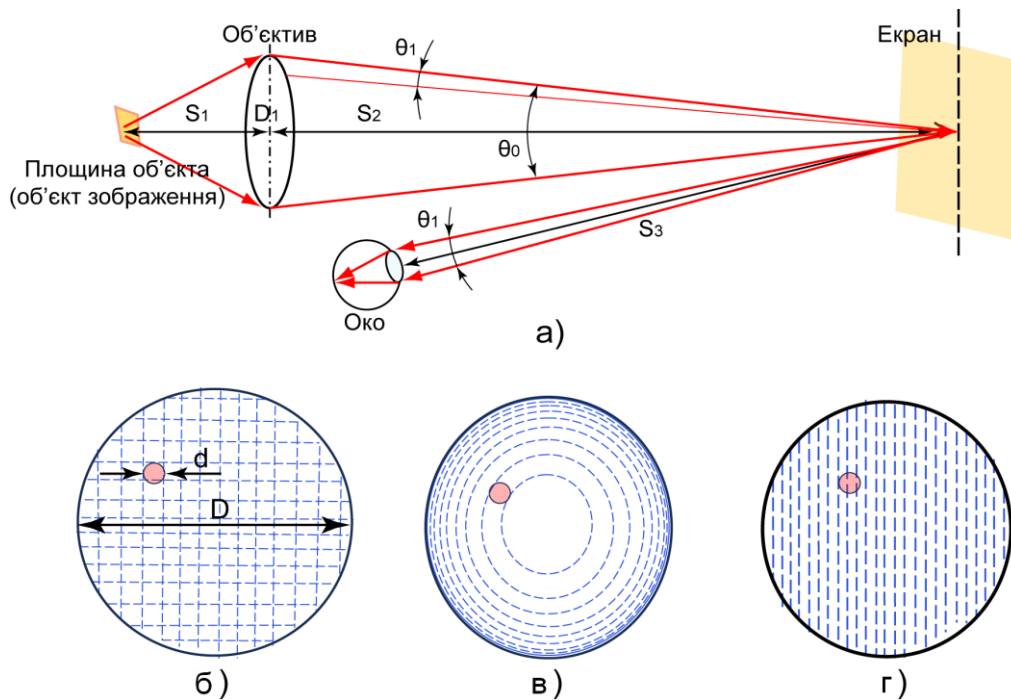 Об’єктив
Екран
θ1
S1
D1
S2
θ0
Площина об’єкта
(об’єкт зображення)
θ1
S3
Око
а)
d
D
б)
в)
г)